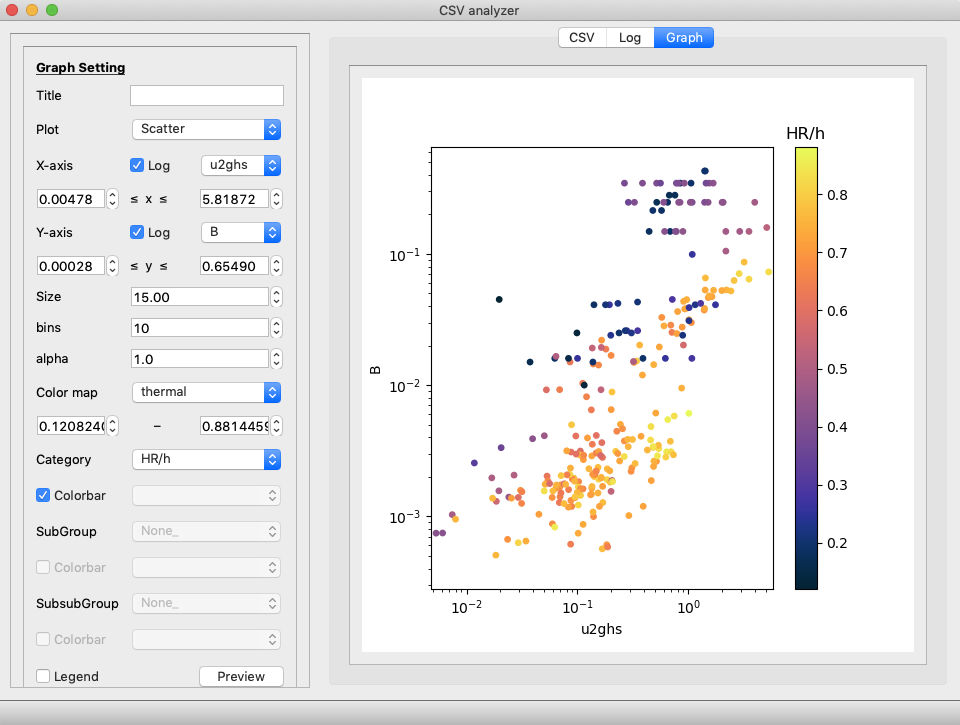 CSV analyzer
CSV Log Graph
Graph Setting
Title
Plot Scatter
X-axis Log u2ghs
0.00478 ≤ x ≤ 5.81872
Y-axis Log B
0.00028 ≤ y ≤ 0.65490
Size 15.00
bins 10
alpha 1.0
Color map thermal
0.120824 – 0.8814459
Category HR/h
Colorbar
SubGroup None_
Colorbar
SubsubGroup None_
Colorbar
Legend Preview
HR/h
0.8
0.7
0.6
0.5
0.4
0.3
0.2
B
10⁻¹
10⁻²
10⁻³
10⁻² 10⁻¹ 10⁰
u2ghs